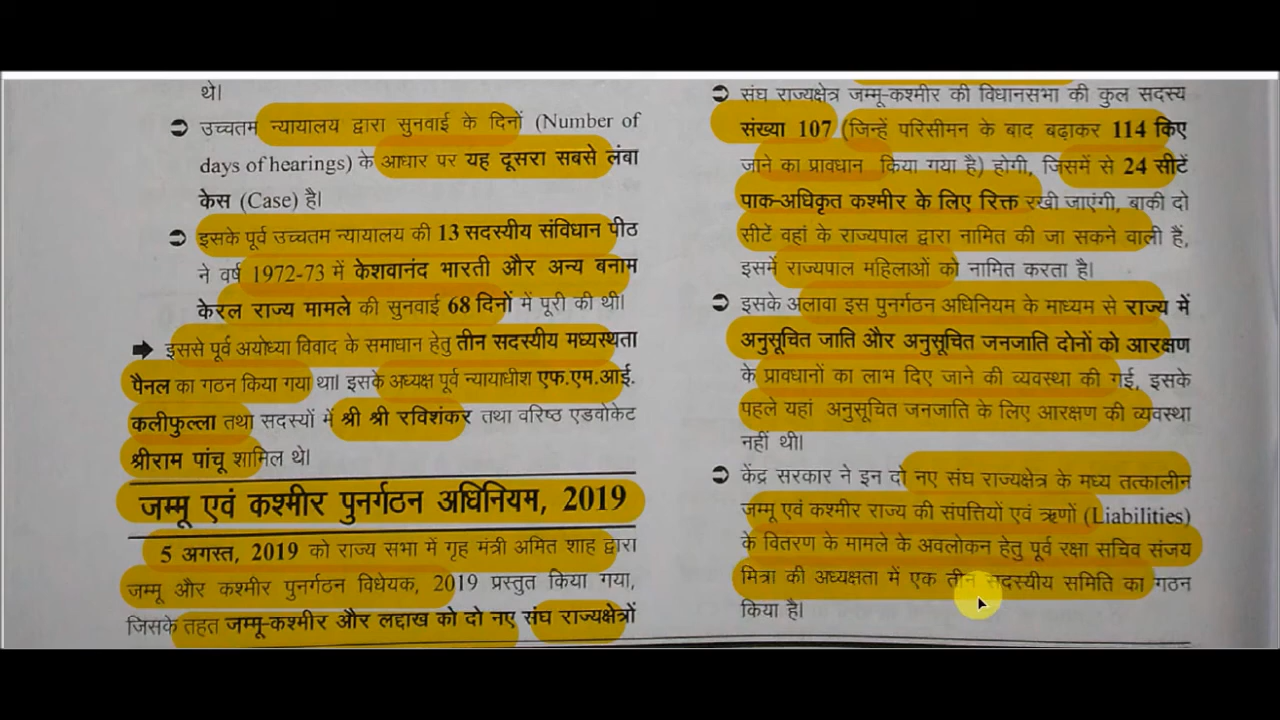 थे।
उच्चतम न्यायालय द्वारा सुनवाई के दिनों (Number of
days of hearings) के आधार पर यह दूसरा सबसे लंबा
केस (Case) है।
इसके पूर्व उच्चतम न्यायालय की 13 सदस्यीय संविधान पीठ
ने वर्ष 1972-73 में केशवानंद भारती और अन्य बनाम
केरल राज्य मामले की सुनवाई 68 दिनों में पूरी की थी।
इससे पूर्व अयोध्या विवाद के समाधान हेतु तीन सदस्यीय मध्यस्थता
पैनल का गठन किया गया था। इसके अध्यक्ष पूर्व न्यायाधीश एफ.एम.आई.
कलीफुल्ला तथा सदस्यों में श्री श्री रविशंकर तथा वरिष्ठ एडवोकेट
श्रीराम पांचू शामिल थे।
जम्मू एवं कश्मीर पुनर्गठन अधिनियम, 2019
5 अगस्त, 2019 को राज्य सभा में गृह मंत्री अमित शाह द्वारा
जम्मू और कश्मीर पुनर्गठन विधेयक, 2019 प्रस्तुत किया गया,
जिसके तहत जम्मू-कश्मीर और लद्दाख को दो नए संघ राज्यक्षेत्रों
संघ राज्यक्षेत्र जम्मू-कश्मीर की विधानसभा की कुल सदस्य
संख्या 107 (जिन्हें परिसीमन के बाद बढ़ाकर 114 किए
जाने का प्रावधान किया गया है) होगी, जिसमें से 24 सीटें
पाक-अधिकृत कश्मीर के लिए रिक्त रखी जाएंगी, बाकी दो
सीटें वहां के राज्यपाल द्वारा नामित की जा सकने वाली हैं,
इसमें राज्यपाल महिलाओं को नामित करता है।
इसके अलावा इस पुनर्गठन अधिनियम के माध्यम से राज्य में
अनुसूचित जाति और अनुसूचित जनजाति दोनों को आरक्षण
के प्रावधानों का लाभ दिए जाने की व्यवस्था की गई, इसके
पहले यहां अनुसूचित जनजाति के लिए आरक्षण की व्यवस्था
नहीं थी।
केंद्र सरकार ने इन दो नए संघ राज्यक्षेत्र के मध्य तत्कालीन
जम्मू एवं कश्मीर राज्य की संपत्तियों एवं ऋणों (Liabilities)
के वितरण के मामले के अवलोकन हेतु पूर्व रक्षा सचिव संजय
मित्रा की अध्यक्षता में एक तीन सदस्यीय समिति का गठन
किया है।